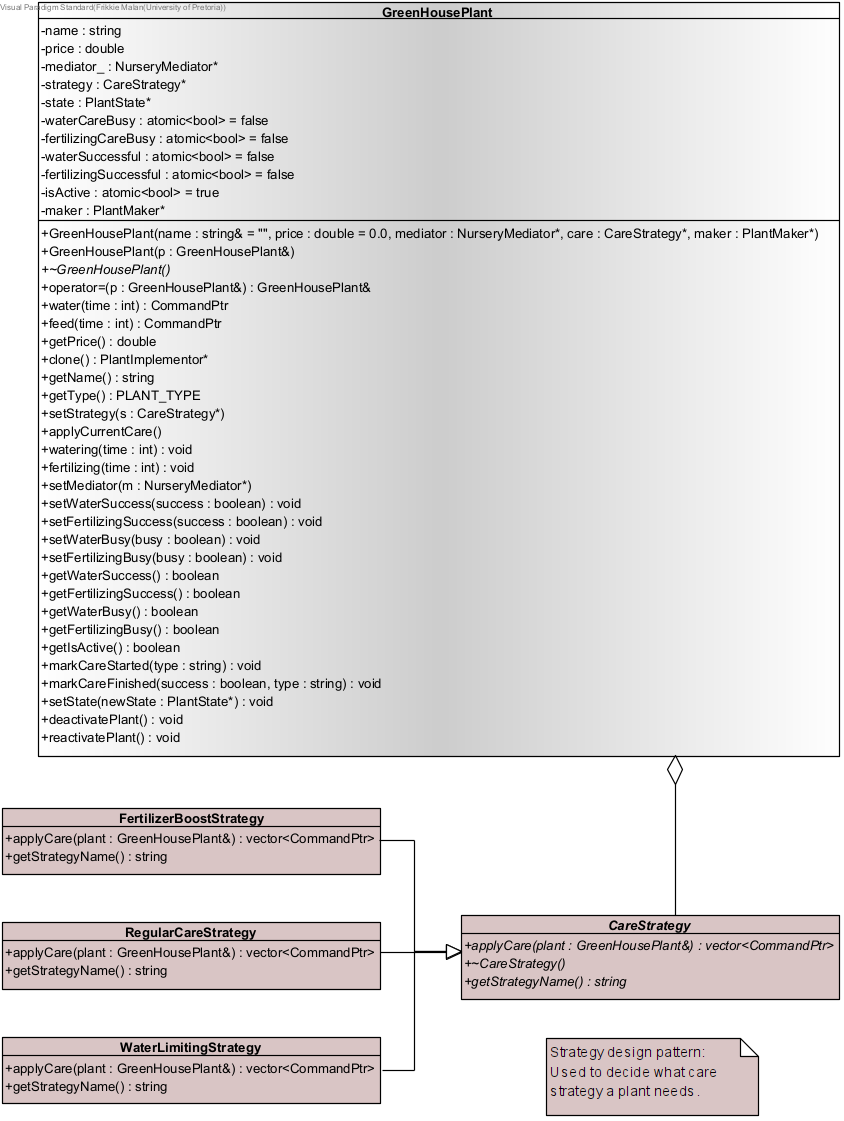 Visual Paradigm Standard(Frikkie Malan(University of Pretoria))
GreenHousePlant
-name : string
-price : double
-mediator_ : NurseryMediator*
-strategy : CareStrategy*
-state : PlantState*
-waterCareBusy : atomic<bool> = false
-fertilizingCareBusy : atomic<bool> = false
-waterSuccessful : atomic<bool> = false
-fertilizingSuccessful : atomic<bool> = false
-isActive : atomic<bool> = true
-maker : PlantMaker*
+GreenHousePlant(name : string& = "", price : double = 0.0, mediator : NurseryMediator*, care : CareStrategy*, maker : PlantMaker*)
+GreenHousePlant(p : GreenHousePlant&)
+~GreenHousePlant()
+operator=(p : GreenHousePlant&) : GreenHousePlant&
+water(time : int) : CommandPtr
+feed(time : int) : CommandPtr
+getPrice() : double
+clone() : PlantImplementor*
+getName() : string
+getType() : PLANT_TYPE
+setStrategy(s : CareStrategy*)
+applyCurrentCare()
+watering(time : int) : void
+fertilizing(time : int) : void
+setMediator(m : NurseryMediator*)
+setWaterSuccess(success : boolean) : void
+setFertilizingSuccess(success : boolean) : void
+setWaterBusy(busy : boolean) : void
+setFertilizingBusy(busy : boolean) : void
+getWaterSuccess() : boolean
+getFertilizingSuccess() : boolean
+getWaterBusy() : boolean
+getFertilizingBusy() : boolean
+getIsActive() : boolean
+markCareStarted(type : string) : void
+markCareFinished(success : boolean, type : string) : void
+setState(newState : PlantState*) : void
+deactivatePlant() : void
+reactivatePlant() : void
FertilizerBoostStrategy
+applyCare(plant : GreenHousePlant&) : vector<CommandPtr>
+getStrategyName() : string
RegularCareStrategy
+applyCare(plant : GreenHousePlant&) : vector<CommandPtr>
+getStrategyName() : string
WaterLimitingStrategy
+applyCare(plant : GreenHousePlant&) : vector<CommandPtr>
+getStrategyName() : string
CareStrategy
+applyCare(plant : GreenHousePlant&) : vector<CommandPtr>
+~CareStrategy()
+getStrategyName() : string
Strategy design pattern:
Used to decide what care
strategy a plant needs.